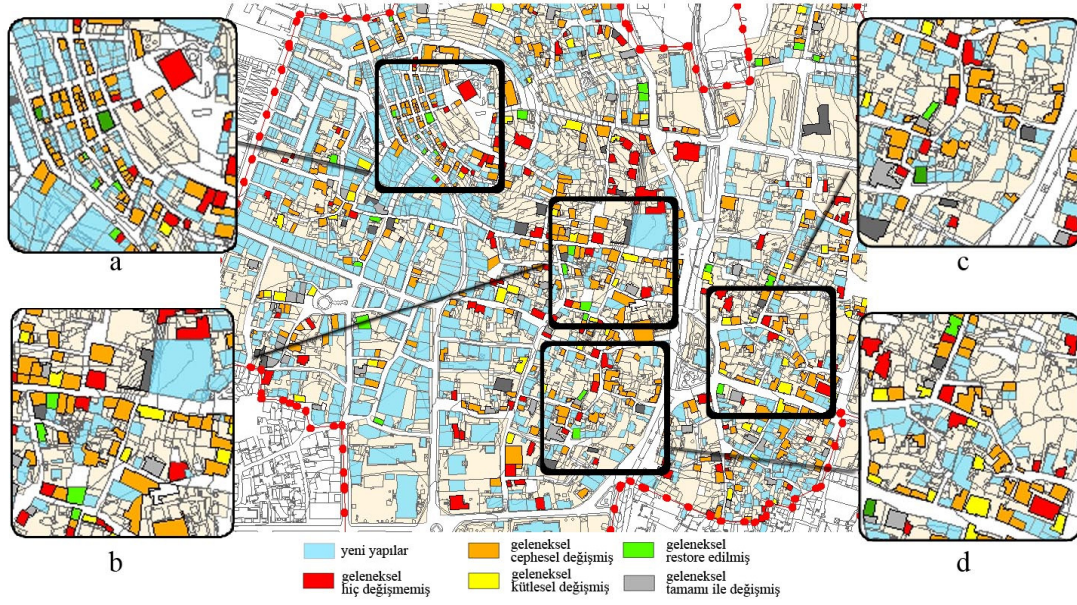 a
c
b
d
yeni yapılar
geleneksel
cephesel değişmiş
geleneksel
restore edilmiş
geleneksel
hiç değişmemiş
geleneksel
kütlesel değişmiş
geleneksel
tamamı ile değişmiş